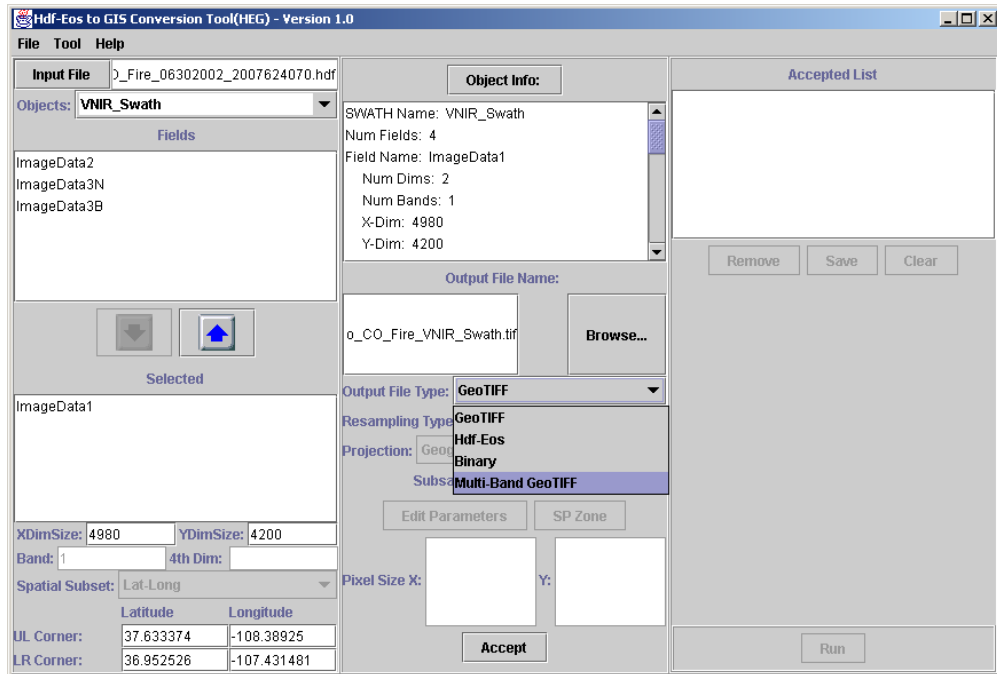 Hdf-Eos to GIS Conversion Tool(HEG) - Version 1.0
File Tool Help
Input File
_Fire_06302002_2007624070.hdf
Objects: VNIR_Swath
Fields
ImageData2
ImageData3N
ImageData3B
Selected
ImageData1
XDimSize: 4980 YDimSize: 4200
Band: 1 4th Dim:
Spatial Subset: Lat-Long
Latitude Longitude
UL Corner: 37.633374 -108.38925
LR Corner: 36.952526 -107.431481
Object Info:
SWATH Name: VNIR_Swath
Num Fields: 4
Field Name: ImageData1
Num Dims: 2
Num Bands: 1
X-Dim: 4980
Y-Dim: 4200
Output File Name:
o_CO_Fire_VNIR_Swath.tif
Browse...
Output File Type: GeoTIFF
GeoTIFF
Hdf-Eos
Binary
Multi-Band GeoTIFF
Resampling Type
Projection: Geog
Subsa
Edit Parameters SP Zone
Pixel Size X: Y:
Accept
Accepted List
Remove Save Clear
Run